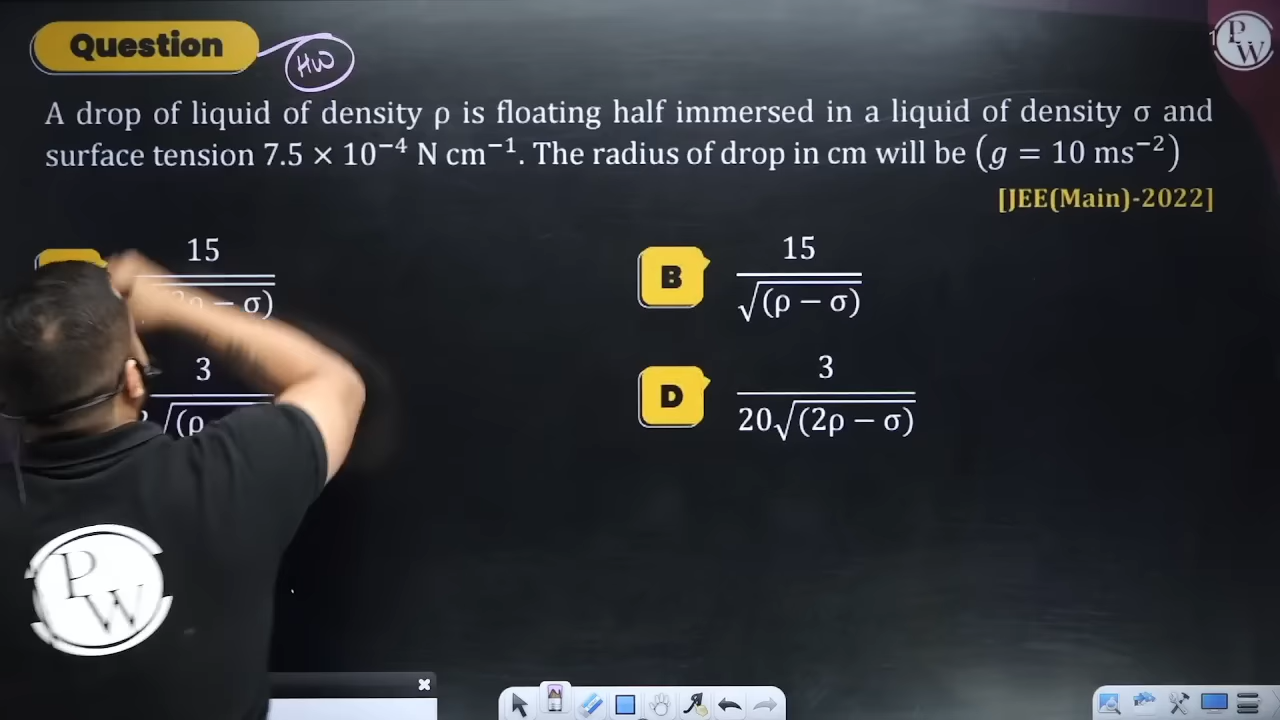 Question
HW
PW
A drop of liquid of density ρ is floating half immersed in a liquid of density σ and
surface tension 7.5 × 10⁻⁴ N cm⁻¹. The radius of drop in cm will be (g = 10 ms⁻²)
[JEE(Main)-2022]
15
ρ − σ)
B 15/√(ρ − σ)
3
√(ρ
D 3/20√(2ρ − σ)
PW